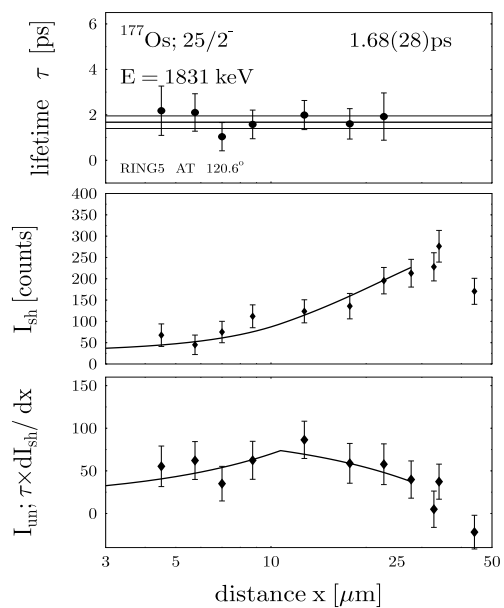 6
4
2
0
lifetime τ [ps]
¹⁷⁷Os; 25/2⁻
1.68(28)ps
E = 1831 keV
RING5 AT 120.6°
400
350
300
250
200
150
100
50
0
I_sh [counts]
150
100
50
0
I_un; τ×dI_sh/ dx
3
5
10
25
50
distance x [μm]